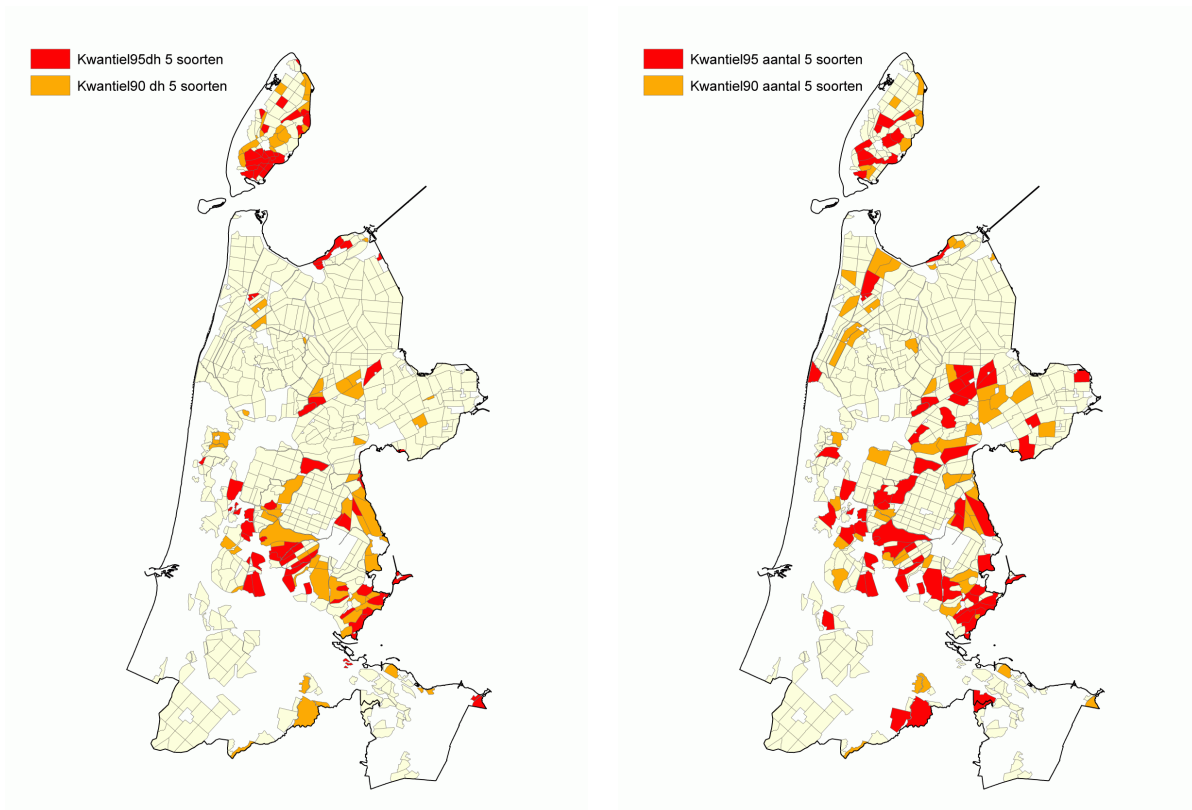 Kwantiel95dh 5 soorten
Kwantiel90 dh 5 soorten
Kwantiel95 aantal 5 soorten
Kwantiel90 aantal 5 soorten